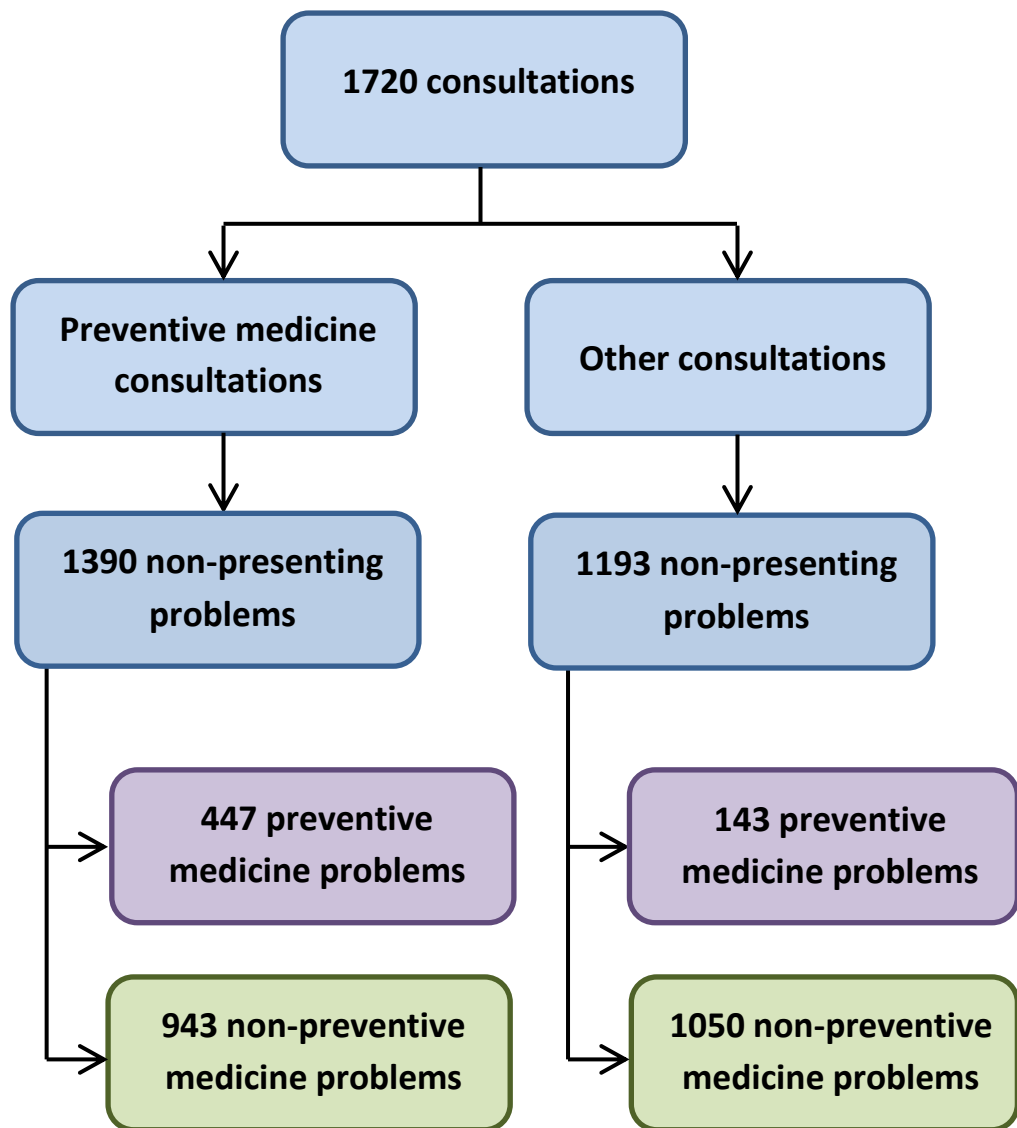 1720 consultations
Preventive medicine
consultations
Other consultations
1390 non-presenting
problems
1193 non-presenting
problems
447 preventive
medicine problems
143 preventive
medicine problems
943 non-preventive
medicine problems
1050 non-preventive
medicine problems